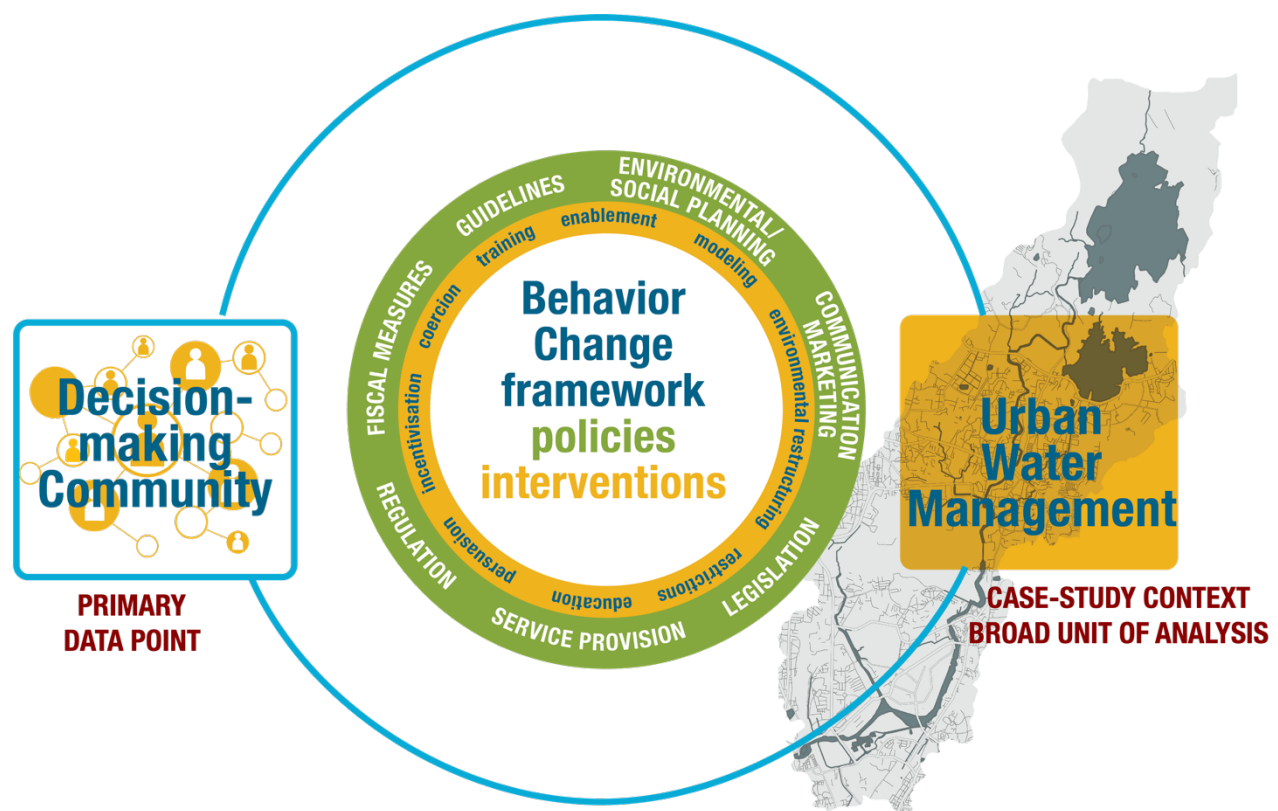 Decision-
making
Community
PRIMARY
DATA POINT
Behavior
Change
framework
policies
interventions
GUIDELINES
ENVIRONMENTAL/
SOCIAL PLANNING
COMMUNICATION/
MARKETING
LEGISLATION
SERVICE PROVISION
REGULATION
FISCAL MEASURES
training
enablement
modeling
environmental restructuring
restrictions
education
persuasion
incentivisation
coercion
Urban
Water
Management
CASE-STUDY CONTEXT
BROAD UNIT OF ANALYSIS